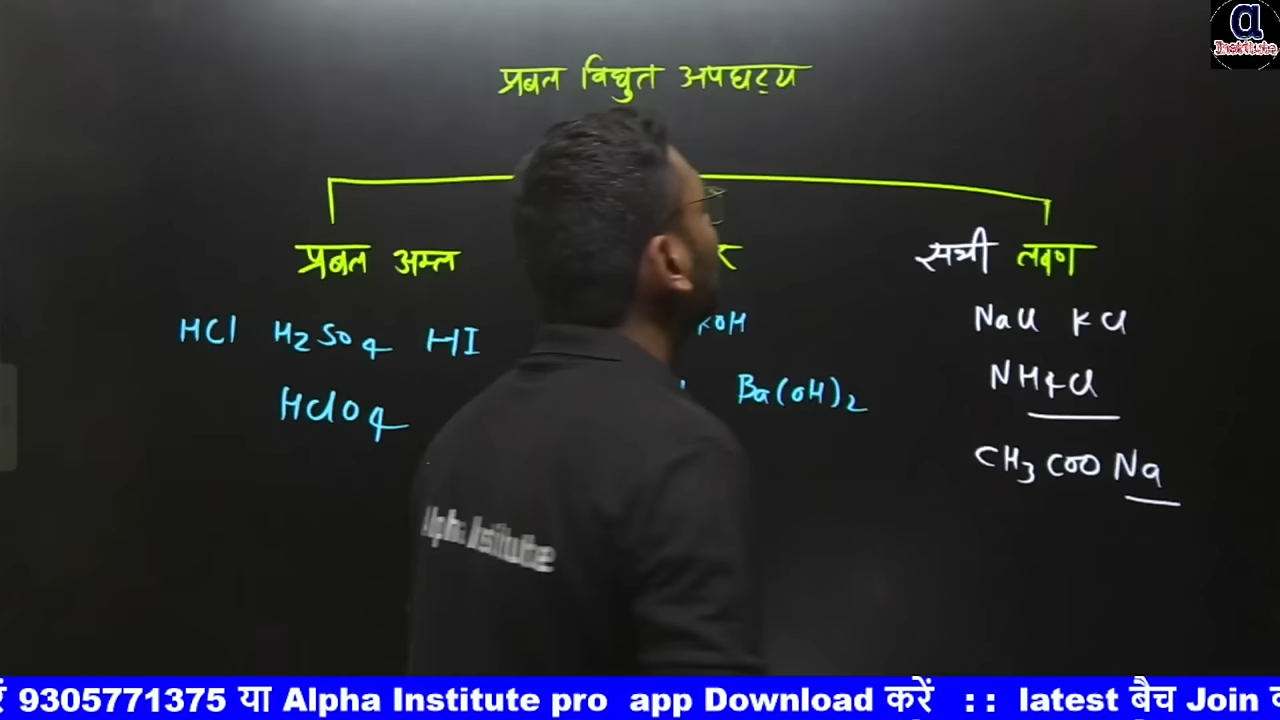 प्रबल विद्युत अपघट्य
प्रबल अम्ल
सभी लवण
HCl H2SO4 HI
KOH
NaCl KCl
HClO4
Ba(OH)2
NH4Cl
CH3COONa
α
Institute
Alpha Institute
9305771375 या Alpha Institute pro app Download करें :: latest बैच Join